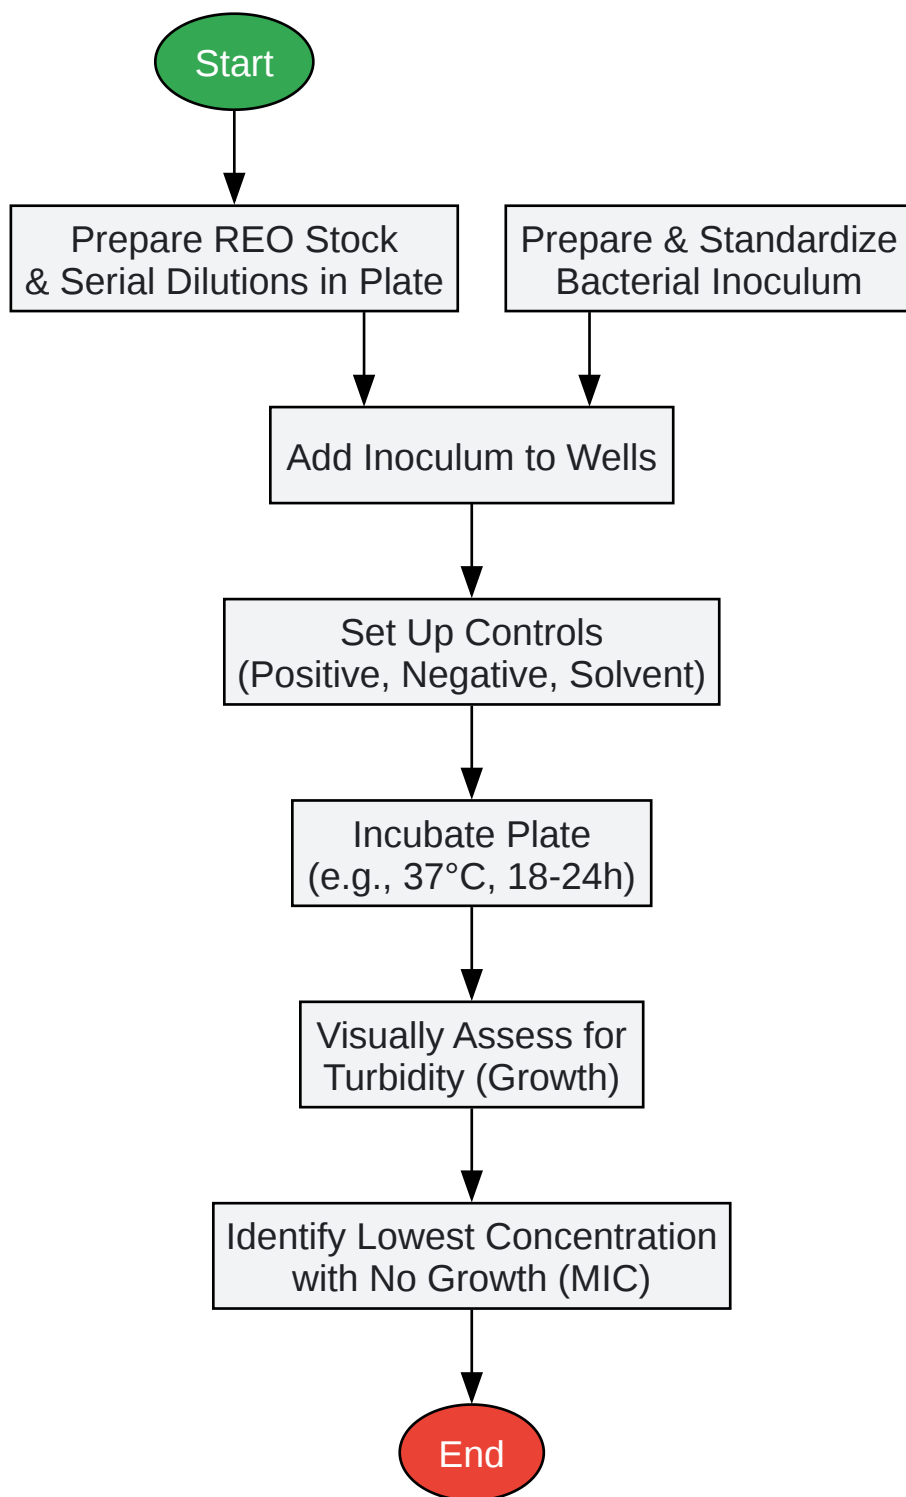 Start
Prepare REO Stock
& Serial Dilutions in Plate
Prepare & Standardize
Bacterial Inoculum
Add Inoculum to Wells
Set Up Controls
(Positive, Negative, Solvent)
Incubate Plate
(e.g., 37°C, 18-24h)
Visually Assess for
Turbidity (Growth)
Identify Lowest Concentration
with No Growth (MIC)
End